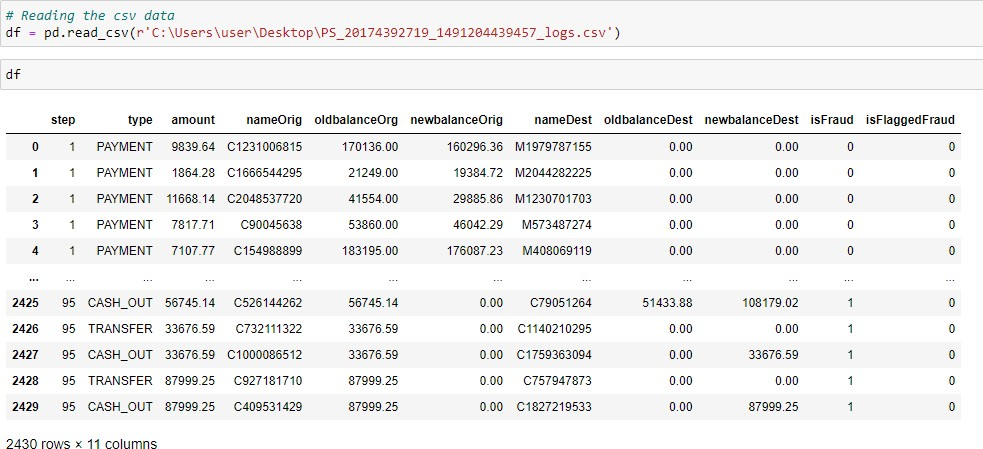 # Reading the csv data
df = pd.read_csv(r'C:\Users\user\Desktop\PS_20174392719_1491204439457_logs.csv')
df
step type amount nameOrig oldbalanceOrg newbalanceOrig nameDest oldbalanceDest newbalanceDest isFraud isFlaggedFraud
0 1 PAYMENT 9839.64 C1231006815 170136.00 160296.36 M1979787155 0.00 0.00 0 0
1 1 PAYMENT 1864.28 C1666544295 21249.00 19384.72 M2044282225 0.00 0.00 0 0
2 1 PAYMENT 11668.14 C2048537720 41554.00 29885.86 M1230701703 0.00 0.00 0 0
3 1 PAYMENT 7817.71 C90045638 53860.00 46042.29 M573487274 0.00 0.00 0 0
4 1 PAYMENT 7107.77 C154988899 183195.00 176087.23 M408069119 0.00 0.00 0 0
... ... ... ... ... ... ... ... ... ... ... ...
2425 95 CASH_OUT 56745.14 C526144262 56745.14 0.00 C79051264 51433.88 108179.02 1 0
2426 95 TRANSFER 33676.59 C732111322 33676.59 0.00 C1140210295 0.00 0.00 1 0
2427 95 CASH_OUT 33676.59 C1000086512 33676.59 0.00 C1759363094 0.00 33676.59 1 0
2428 95 TRANSFER 87999.25 C927181710 87999.25 0.00 C757947873 0.00 0.00 1 0
2429 95 CASH_OUT 87999.25 C409531429 87999.25 0.00 C1827219533 0.00 87999.25 1 0
2430 rows × 11 columns